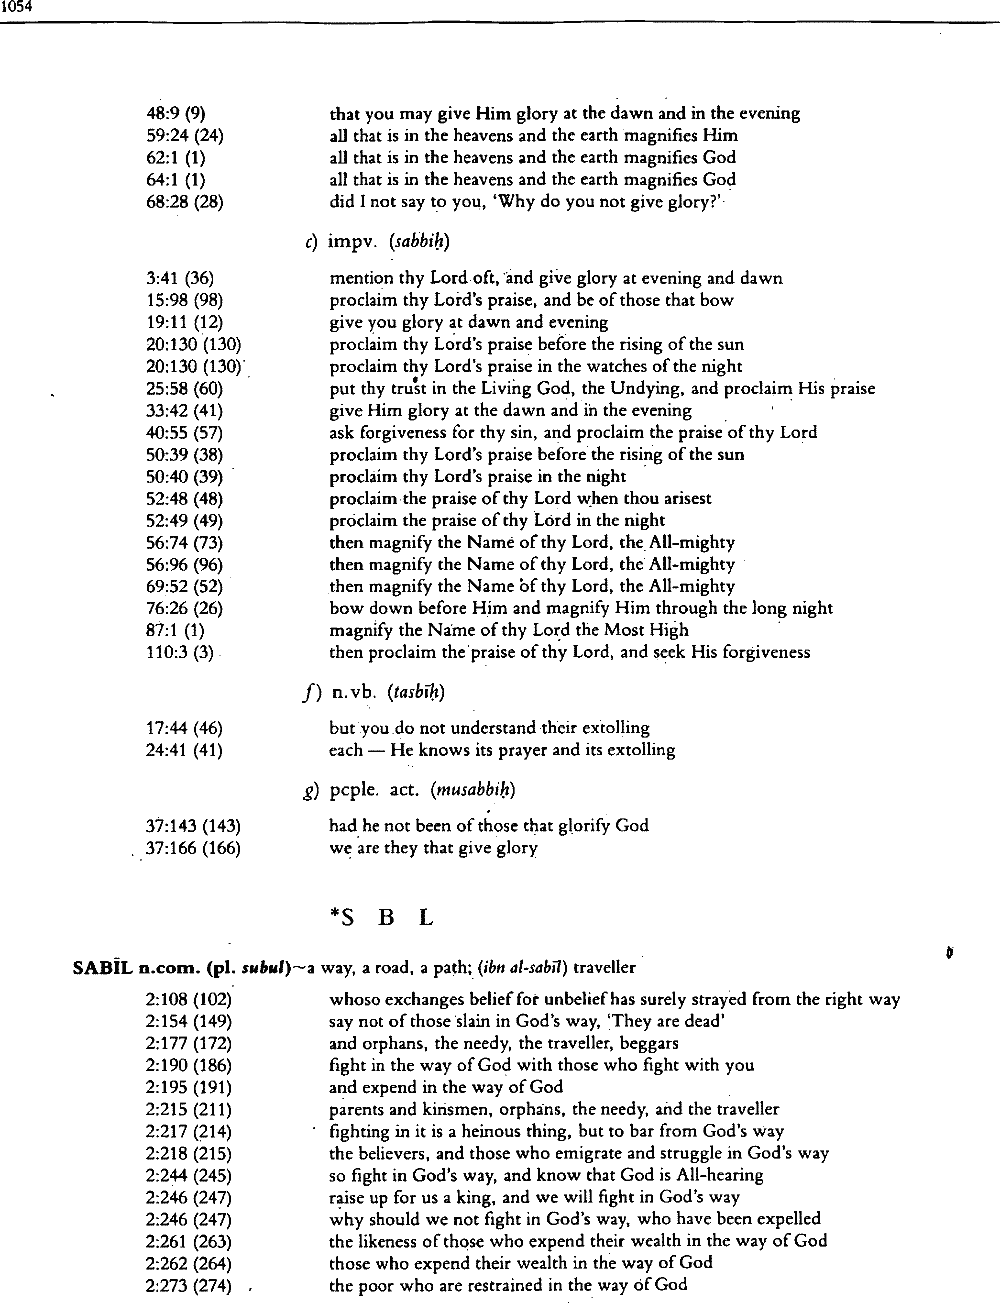 1054
48:9 (9) that you may give Him glory at the dawn and in the evening
59:24 (24) all that is in the heavens and the earth magnifies Him
62:1 (1) all that is in the heavens and the earth magnifies God
64:1 (1) all that is in the heavens and the earth magnifies God
68:28 (28) did I not say to you, ‘Why do you not give glory?’
c) impv. (sabbiḥ)
3:41 (36) mention thy Lord oft, and give glory at evening and dawn
15:98 (98) proclaim thy Lord's praise, and be of those that bow
19:11 (12) give you glory at dawn and evening
20:130 (130) proclaim thy Lord's praise before the rising of the sun
20:130 (130) proclaim thy Lord's praise in the watches of the night
25:58 (60) put thy trust in the Living God, the Undying, and proclaim His praise
33:42 (41) give Him glory at the dawn and in the evening
40:55 (57) ask forgiveness for thy sin, and proclaim the praise of thy Lord
50:39 (38) proclaim thy Lord's praise before the rising of the sun
50:40 (39) proclaim thy Lord's praise in the night
52:48 (48) proclaim the praise of thy Lord when thou arisest
52:49 (49) proclaim the praise of thy Lord in the night
56:74 (73) then magnify the Name of thy Lord, the All-mighty
56:96 (96) then magnify the Name of thy Lord, the All-mighty
69:52 (52) then magnify the Name of thy Lord, the All-mighty
76:26 (26) bow down before Him and magnify Him through the long night
87:1 (1) magnify the Name of thy Lord the Most High
110:3 (3) then proclaim the praise of thy Lord, and seek His forgiveness
f) n.vb. (tasbīḥ)
17:44 (46) but you do not understand their extolling
24:41 (41) each — He knows its prayer and its extolling
g) pcple. act. (musabbiḥ)
37:143 (143) had he not been of those that glorify God
37:166 (166) we are they that give glory
*S B L
SABĪL n.com. (pl. subul)~a way, a road, a path; (ibn al-sabīl) traveller
2:108 (102) whoso exchanges belief for unbelief has surely strayed from the right way
2:154 (149) say not of those slain in God's way, ‘They are dead’
2:177 (172) and orphans, the needy, the traveller, beggars
2:190 (186) fight in the way of God with those who fight with you
2:195 (191) and expend in the way of God
2:215 (211) parents and kinsmen, orphans, the needy, and the traveller
2:217 (214) fighting in it is a heinous thing, but to bar from God's way
2:218 (215) the believers, and those who emigrate and struggle in God's way
2:244 (245) so fight in God's way, and know that God is All-hearing
2:246 (247) raise up for us a king, and we will fight in God's way
2:246 (247) why should we not fight in God's way, who have been expelled
2:261 (263) the likeness of those who expend their wealth in the way of God
2:262 (264) those who expend their wealth in the way of God
2:273 (274) the poor who are restrained in the way of God